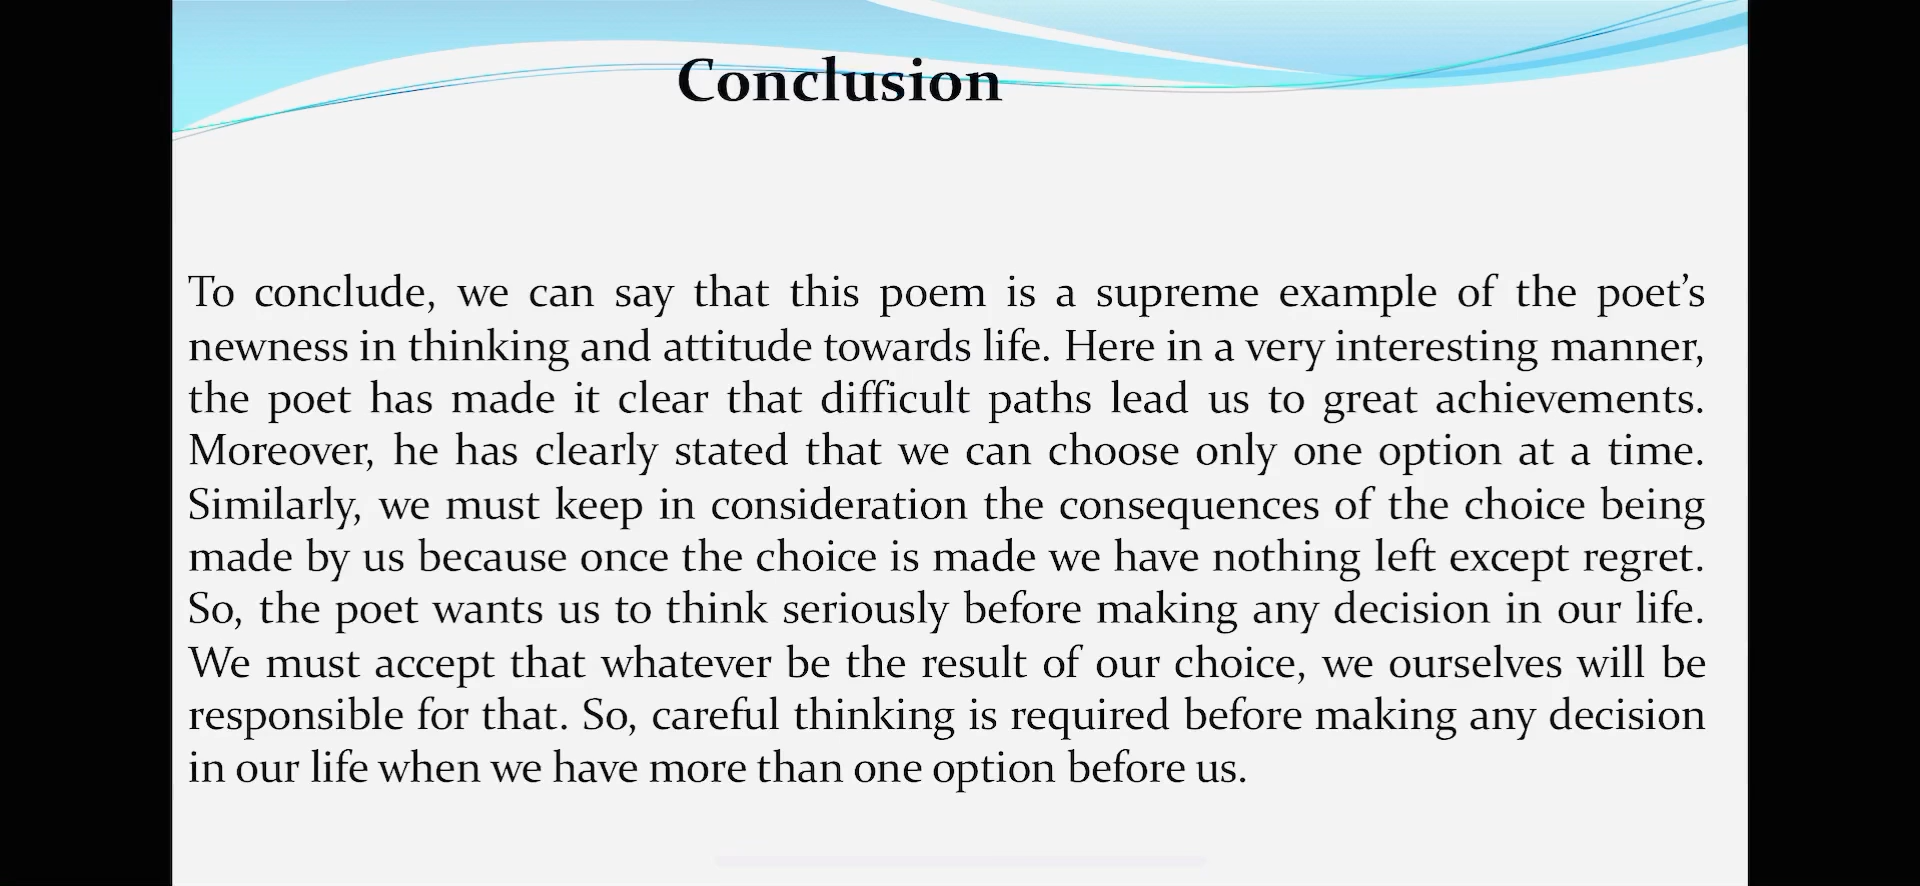 Conclusion
To conclude, we can say that this poem is a supreme example of the poet’s
newness in thinking and attitude towards life. Here in a very interesting manner,
the poet has made it clear that difficult paths lead us to great achievements.
Moreover, he has clearly stated that we can choose only one option at a time.
Similarly, we must keep in consideration the consequences of the choice being
made by us because once the choice is made we have nothing left except regret.
So, the poet wants us to think seriously before making any decision in our life.
We must accept that whatever be the result of our choice, we ourselves will be
responsible for that. So, careful thinking is required before making any decision
in our life when we have more than one option before us.